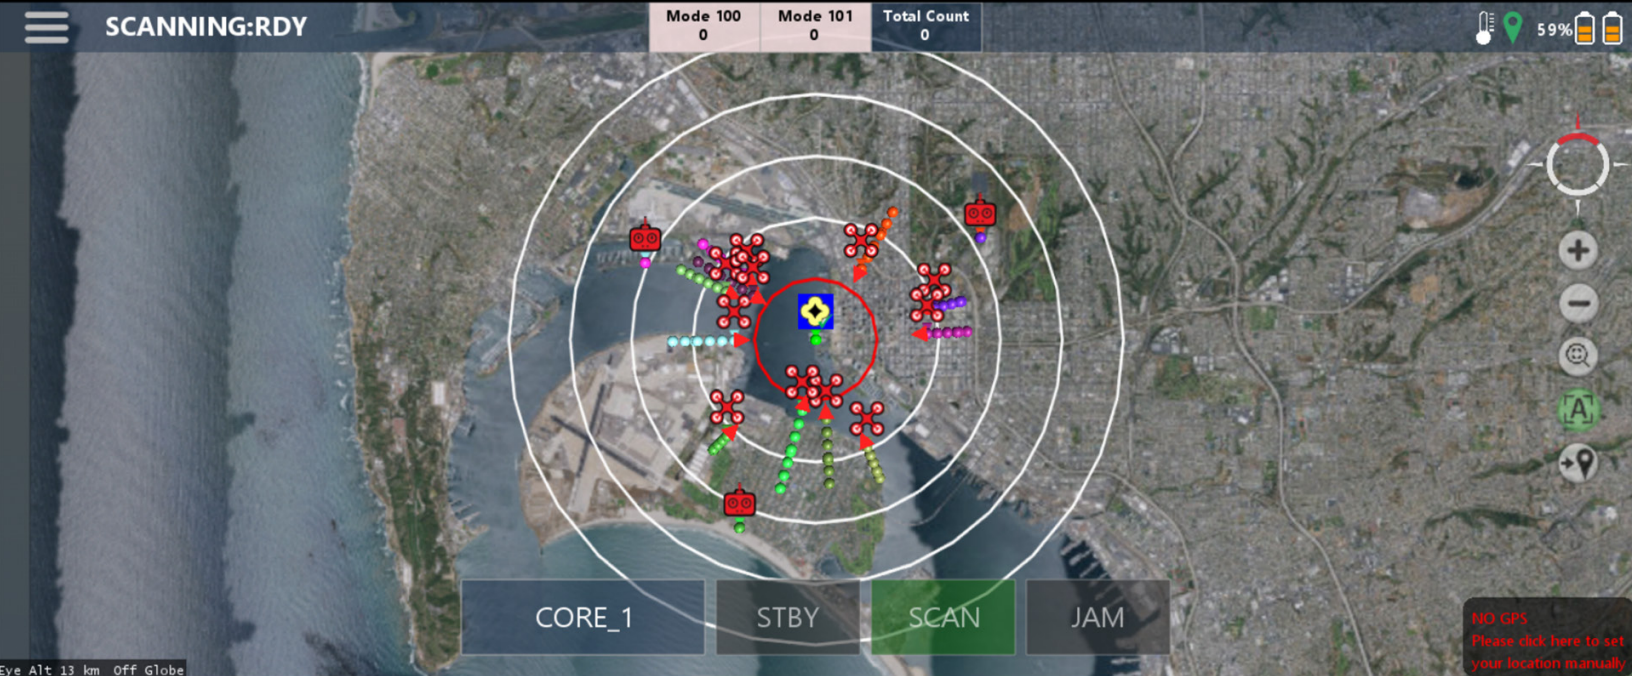 SCANNING:RDY
Mode 100
0
Mode 101
0
Total Count
0
59%
A
CORE_1
STBY
SCAN
JAM
NO GPS
Please click here to set
your location manually
Eye Alt 13 km Off Globe